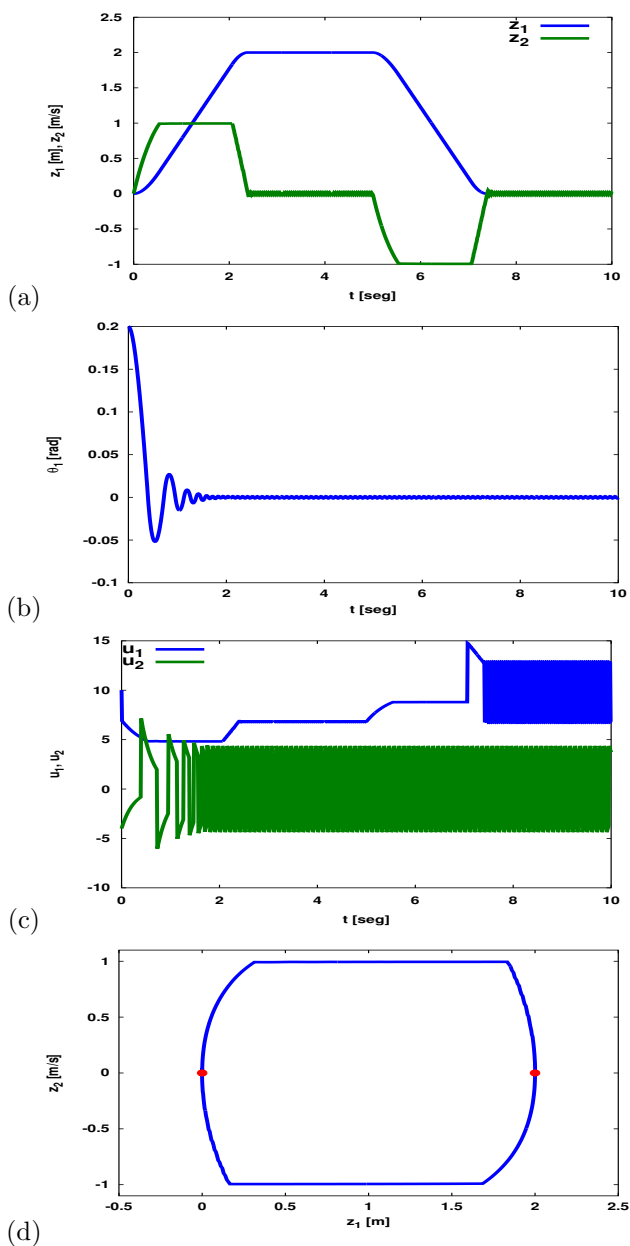 2.5
2
1.5
1
0.5
0
-0.5
-1
z₁ [m], z₂ [m/s]
z₁
z₂
0 2 4 6 8 10
t [seg]
(a)
0.2
0.15
0.1
0.05
0
-0.05
-0.1
θ₁ [rad]
0 2 4 6 8 10
t [seg]
(b)
15
10
5
0
-5
-10
u₁, u₂
u₁
u₂
0 2 4 6 8 10
t [seg]
(c)
1
0.5
0
-0.5
-1
z₂ [m/s]
-0.5 0 0.5 1 1.5 2 2.5
z₁ [m]
(d)